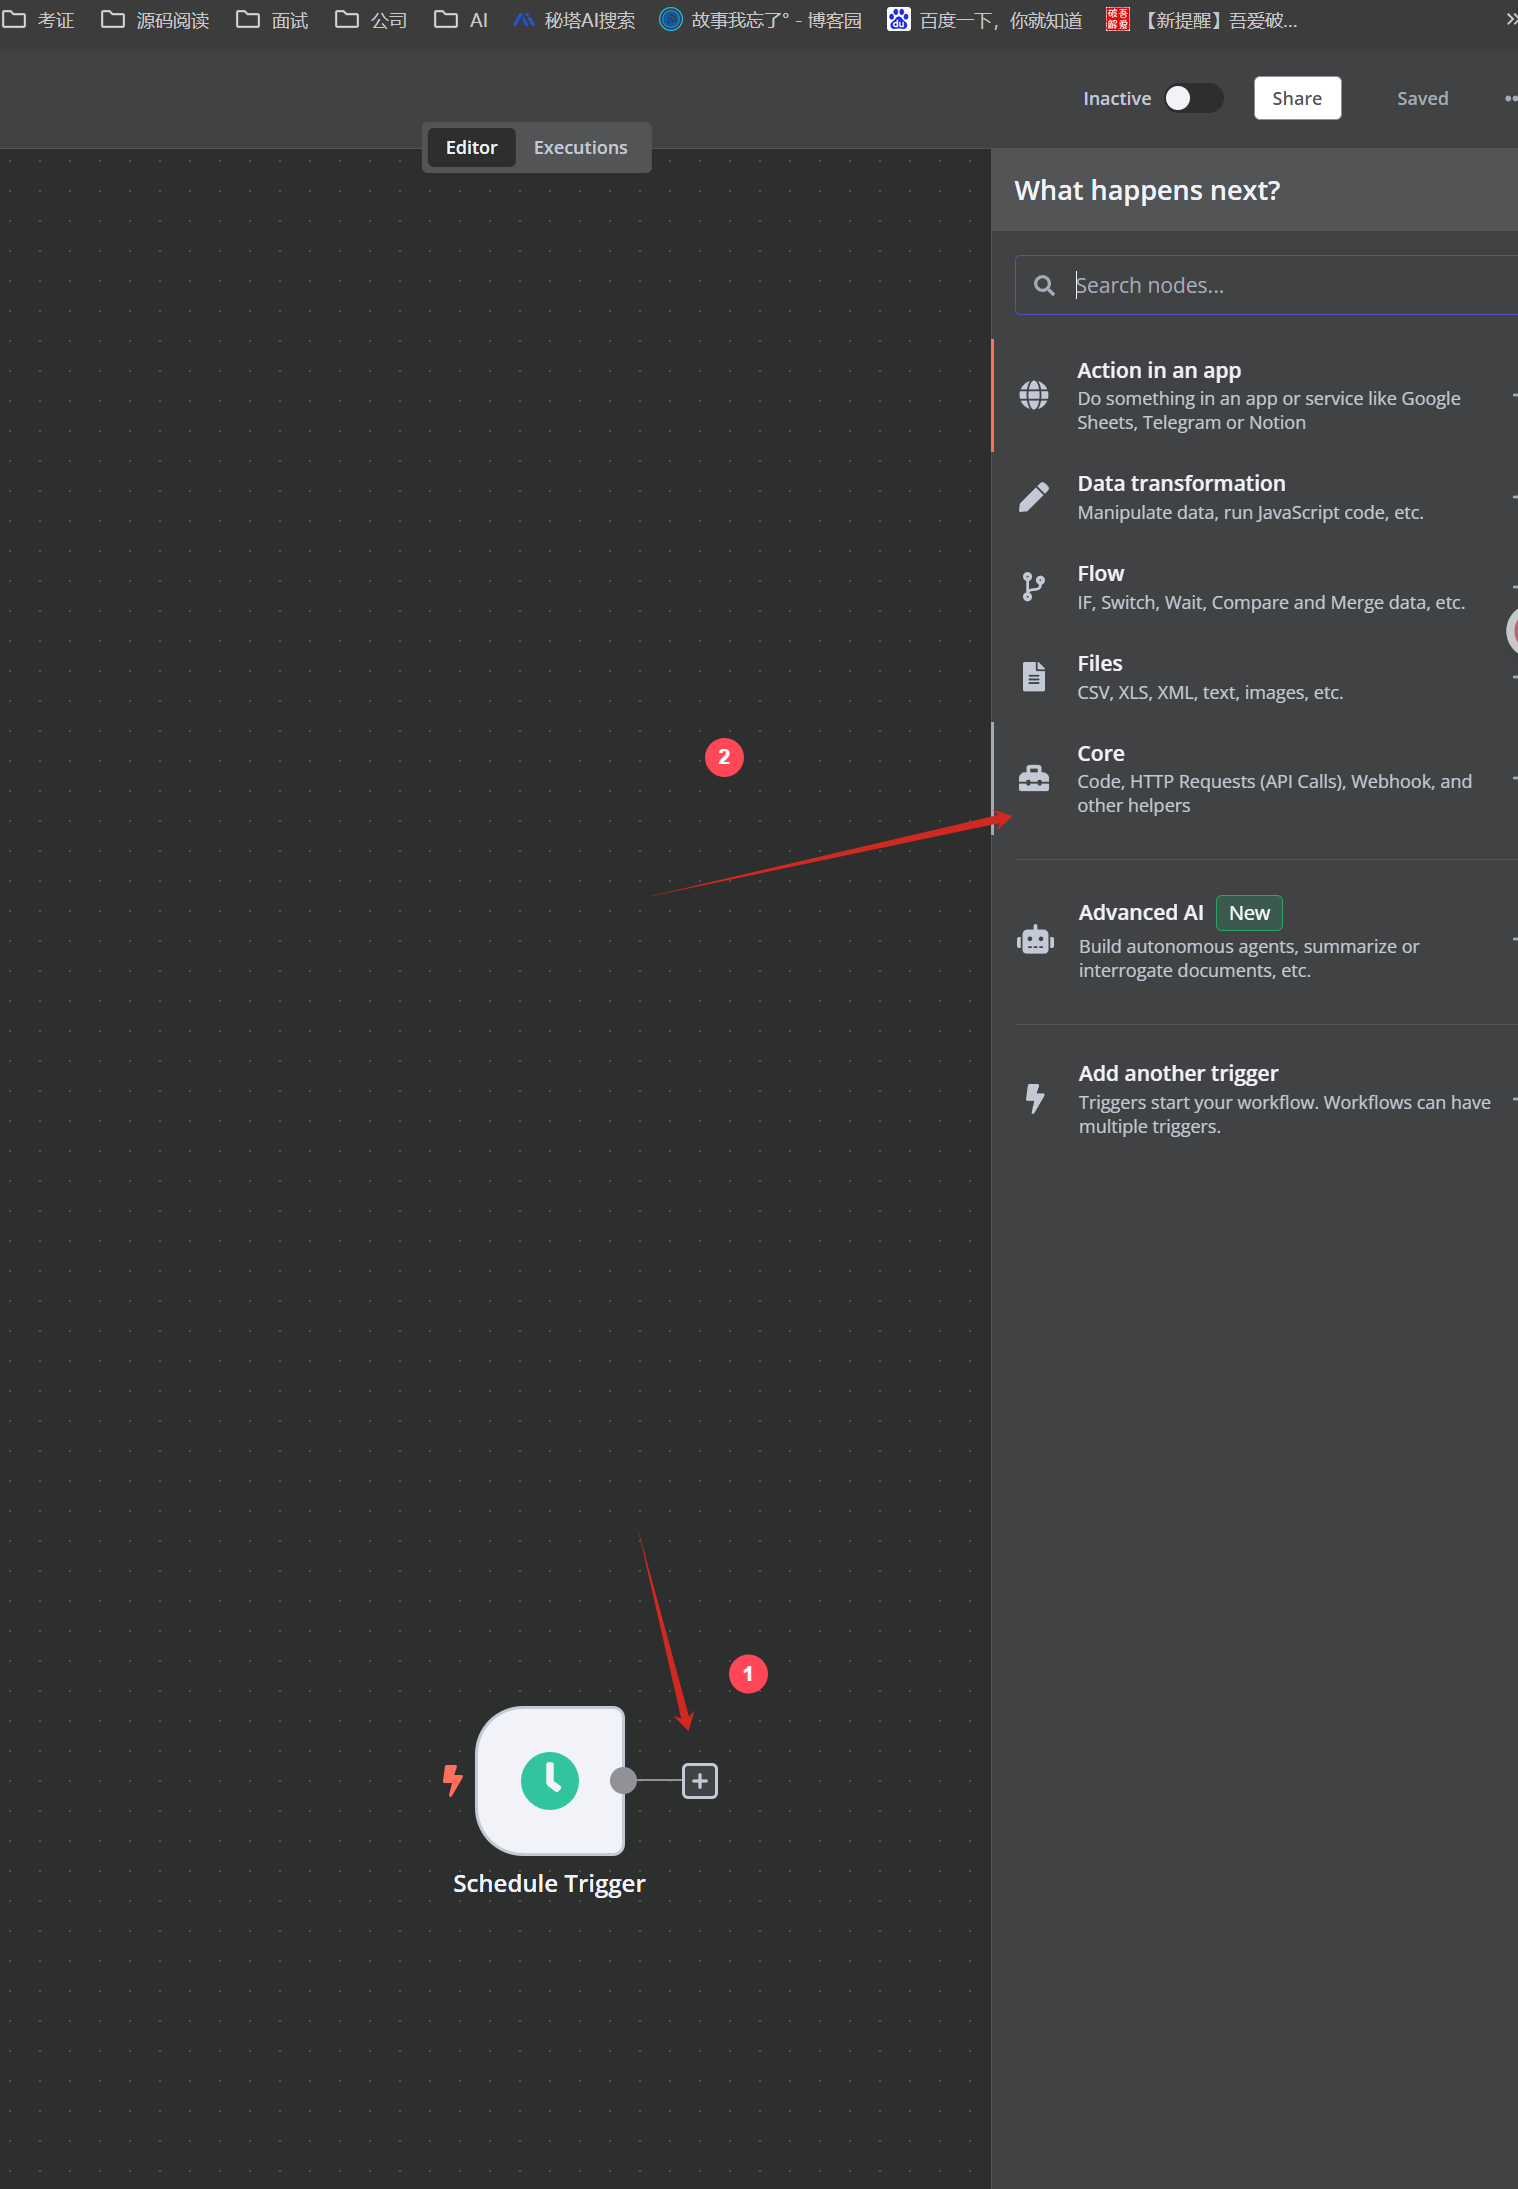 考证 源码阅读 面试 公司 AI 秘塔AI搜索 故事我忘了° - 博客园 百度一下，你就知道 【新提醒】吾爱破...
Inactive Share Saved
Editor Executions
What happens next?
Search nodes...
Action in an app
Do something in an app or service like Google
Sheets, Telegram or Notion
Data transformation
Manipulate data, run JavaScript code, etc.
Flow
IF, Switch, Wait, Compare and Merge data, etc.
Files
CSV, XLS, XML, text, images, etc.
2
Core
Code, HTTP Requests (API Calls), Webhook, and
other helpers
Advanced AI New
Build autonomous agents, summarize or
interrogate documents, etc.
Add another trigger
Triggers start your workflow. Workflows can have
multiple triggers.
1
Schedule Trigger